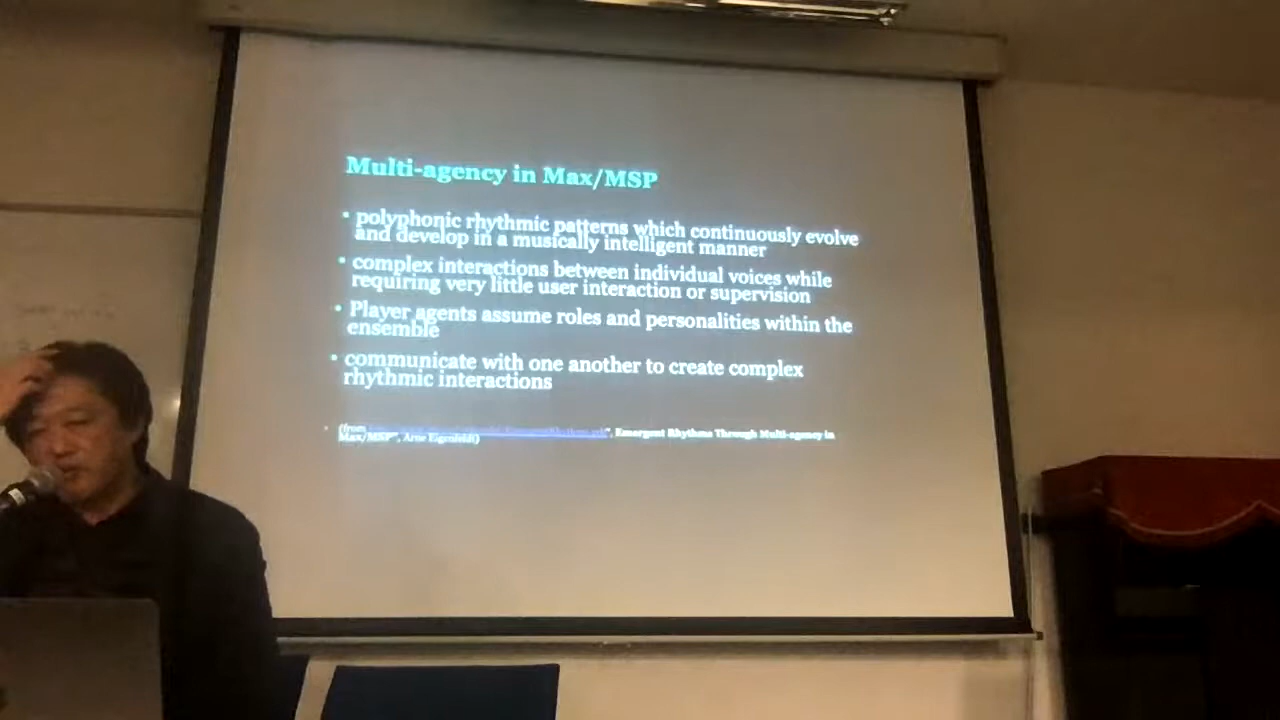 Multi-agency in Max/MSP
• polyphonic rhythmic patterns which continuously evolve
and develop in a musically intelligent manner
• complex interactions between individual voices while
requiring very little user interaction or supervision
• Player agents assume roles and personalities within the
ensemble
• communicate with one another to create complex
rhythmic interactions
• (from ", Emergent Rhythms Through Multi-agency in
Max/MSP", Arne Eigenfeldt)